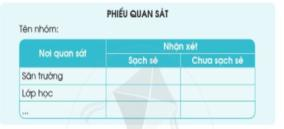 PHIẾU QUAN SÁT
Tên nhóm:
Nơi quan sát
Nhận xét
Sạch sẽ
Chưa sạch sẽ
Sân trường
Lớp học
...